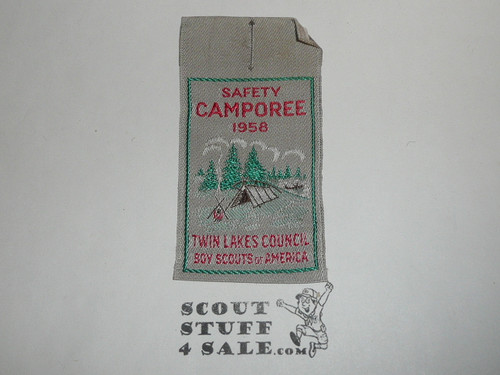 SAFETY
CAMPOREE
1958
TWIN LAKES COUNCIL
BOY SCOUTS OF AMERICA
SCOUT
STUFF
4 SALE.com